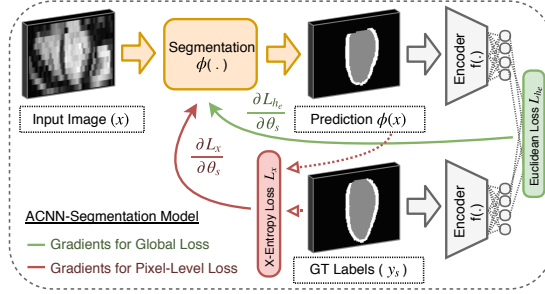 Segmentation
ϕ( . )
Encoder
f(.)
Input Image (x)
Prediction ϕ(x)
∂L_{h_e}
∂θ_s
∂L_x
∂θ_s
Euclidean Loss L_{h_e}
X-Entropy Loss L_x
Encoder
f(.)
ACNN-Segmentation Model
Gradients for Global Loss
Gradients for Pixel-Level Loss
GT Labels ( y_s )